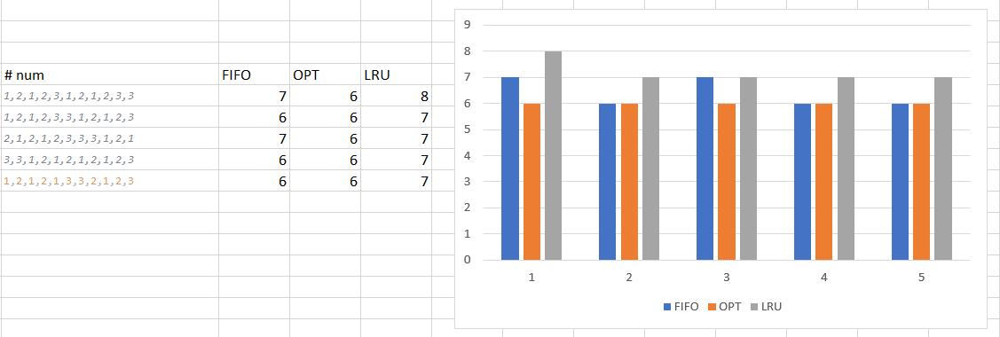 # num FIFO OPT LRU
1,2,1,2,3,1,2,1,2,3,3 7 6 8
1,2,1,2,3,3,1,2,1,2,3 6 6 7
2,1,2,1,2,3,3,3,1,2,1 7 6 7
3,3,1,2,1,2,1,2,1,2,3 6 6 7
1,2,1,2,1,3,3,2,1,2,3 6 6 7
9
8
7
6
5
4
3
2
1
0
1 2 3 4 5
FIFO OPT LRU